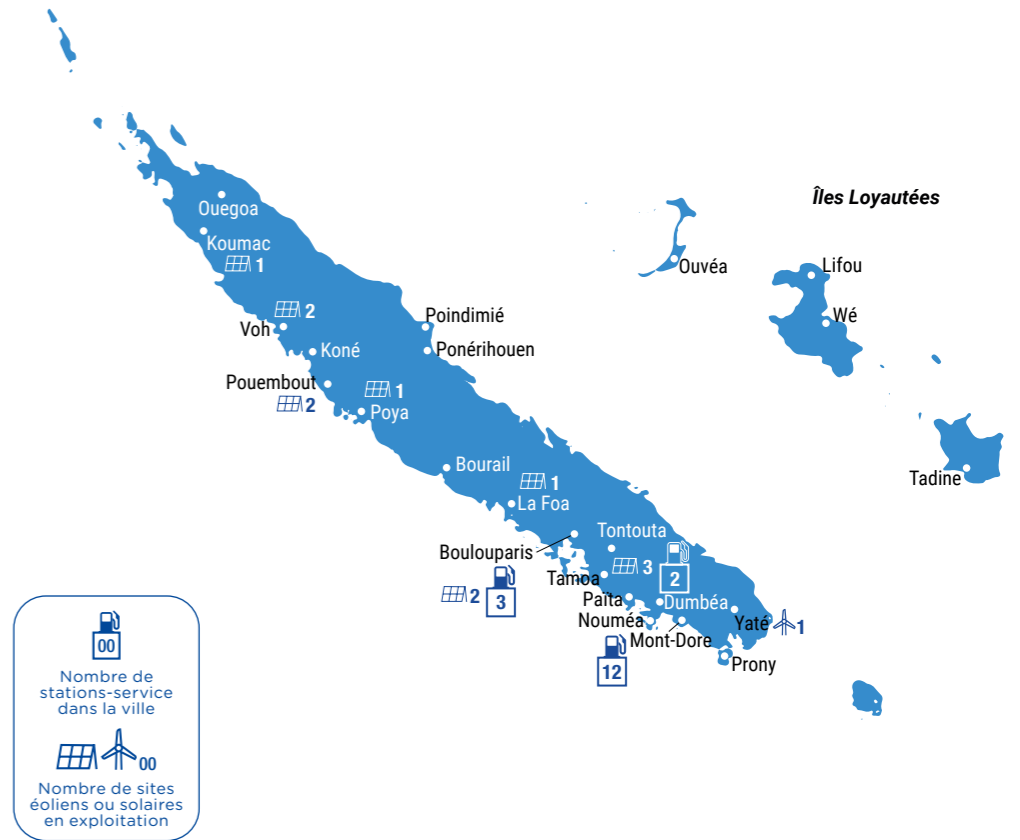 Îles Loyautées
Ouegoa
Koumac
1
Ouvéa
Lifou
Wé
2
Voh
Poindimié
Koné
Ponérihouen
Pouembout
2
1
Poya
Bourail
1
La Foa
Tadine
Tontouta
Boulouparis
3
2
Tamoa
2
3
Païta
Dumbéa
Nouméa
Yaté
1
Mont-Dore
12
Prony
00
Nombre de
stations-service
dans la ville
00
Nombre de sites
éoliens ou solaires
en exploitation